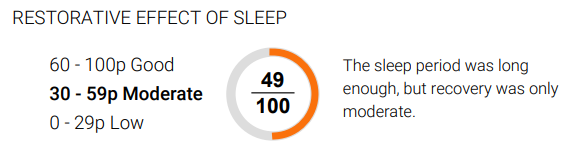 RESTORATIVE EFFECT OF SLEEP
60 - 100p Good
30 - 59p Moderate
0 - 29p Low
49
100
The sleep period was long
enough, but recovery was only
moderate.